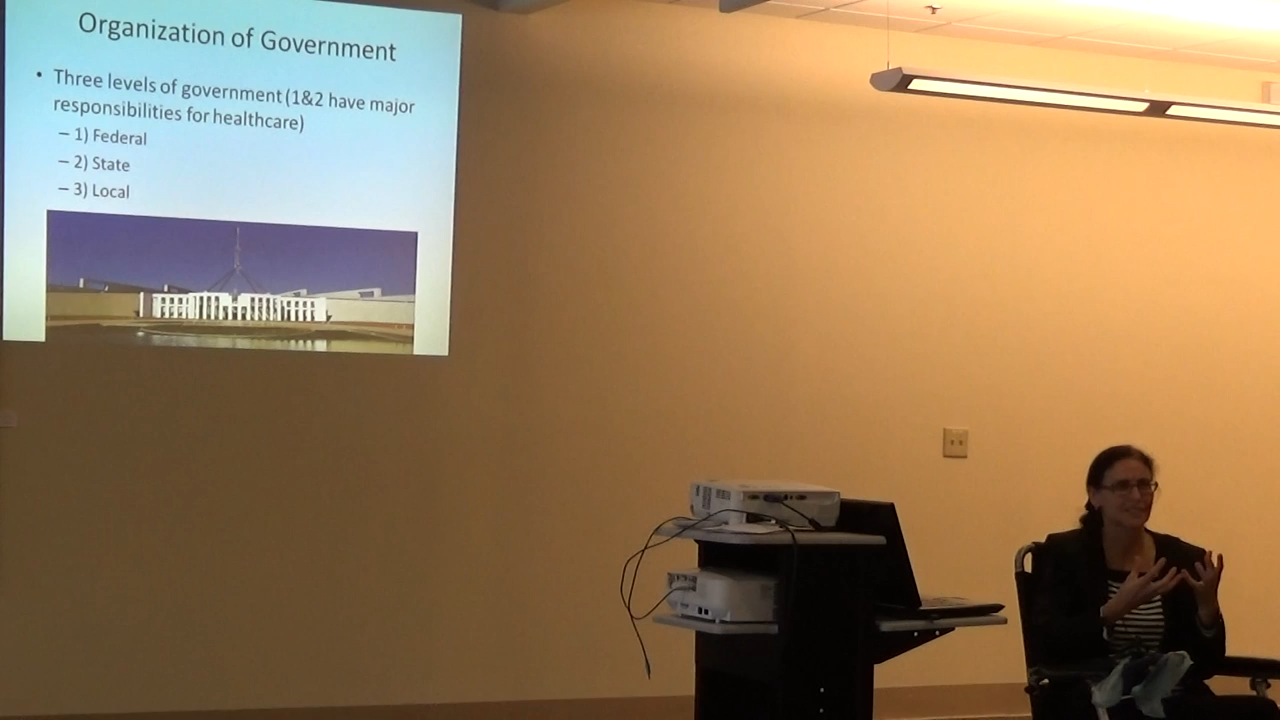 Organization of Government
• Three levels of government (1&2 have major
responsibilities for healthcare)
– 1) Federal
– 2) State
– 3) Local